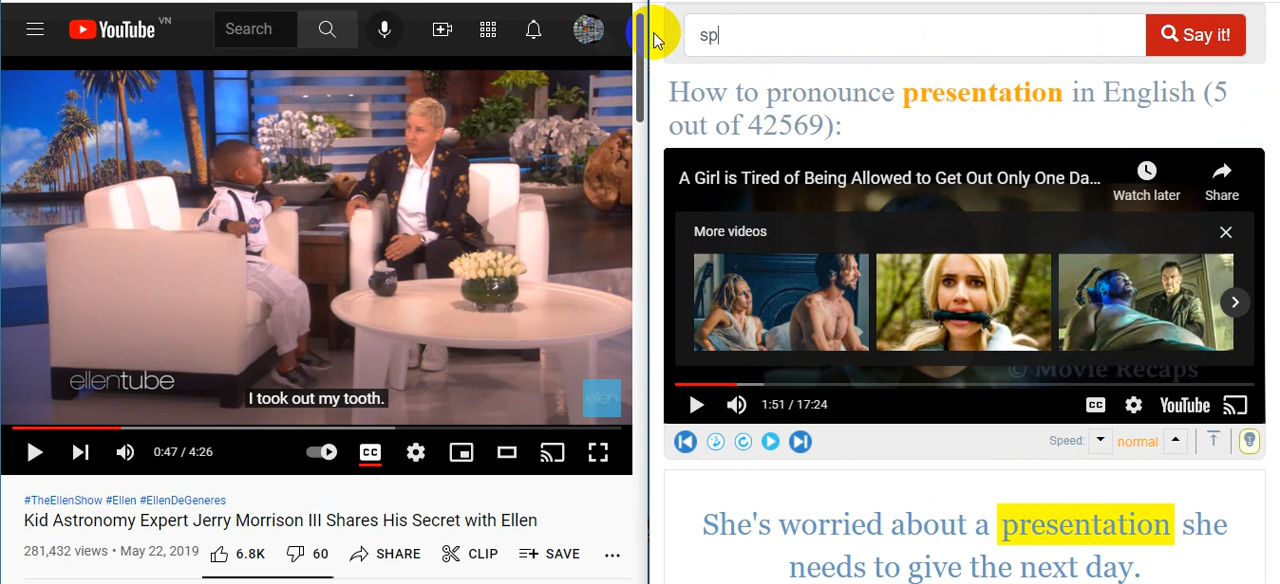 YouTube VN
Search
ellentube
I took out my tooth.
0:47 / 4:26
CC
#TheEllenShow #Ellen #EllenDeGeneres
Kid Astronomy Expert Jerry Morrison III Shares His Secret with Ellen
281,432 views • May 22, 2019 6.8K 60 SHARE CLIP SAVE
sp
Say it!
How to pronounce presentation in English (5
out of 42569):
A Girl is Tired of Being Allowed to Get Out Only One Da...
Watch later
Share
More videos
© Movie Recaps
1:51 / 17:24
CC
YouTube
Speed: normal
She's worried about a presentation she
needs to give the next day.